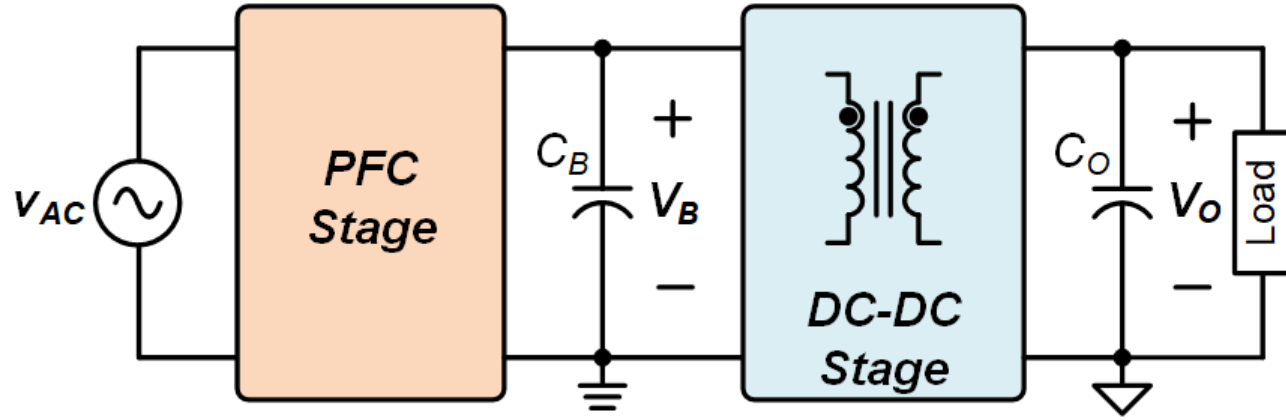 v_AC
PFC
Stage
C_B
+
V_B
−
DC-DC
Stage
C_O
+
V_O
−
Load